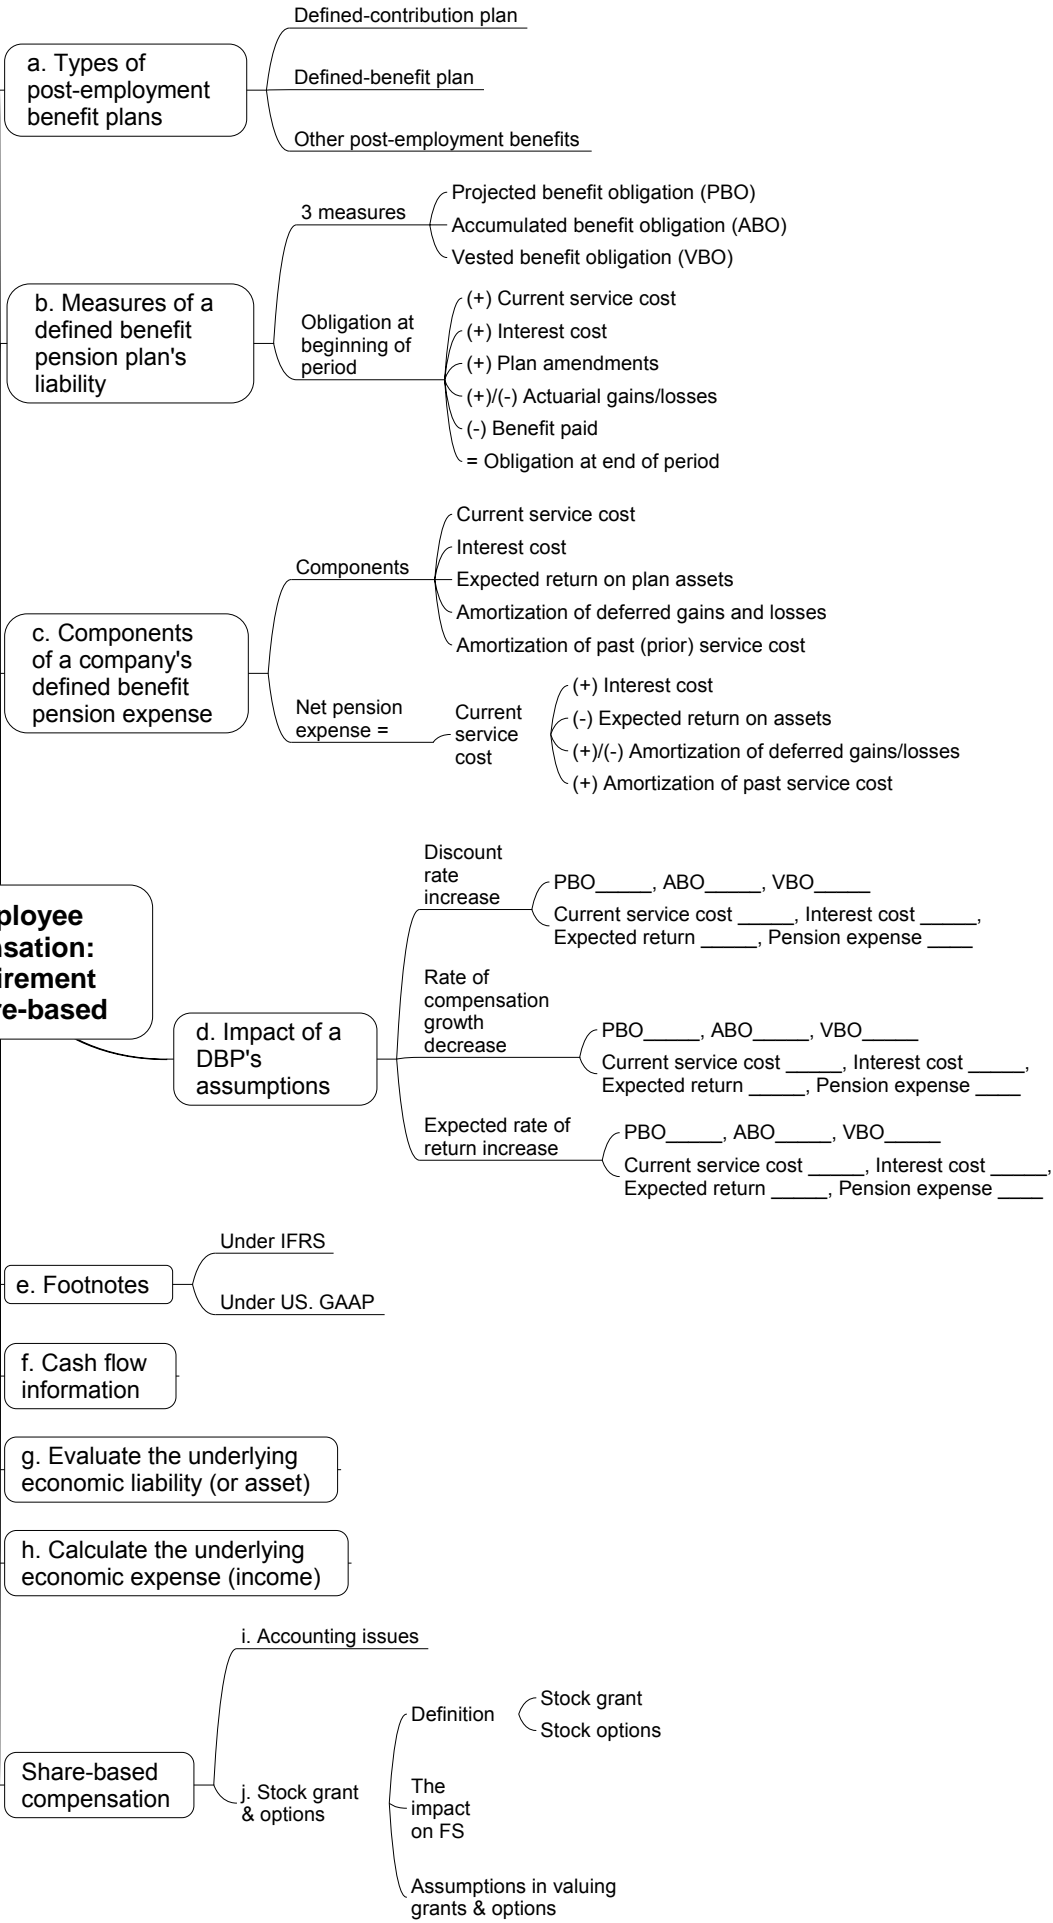 a. Types of
post-employment
benefit plans
Defined-contribution plan
Defined-benefit plan
Other post-employment benefits
b. Measures of a
defined benefit
pension plan's
liability
3 measures
Projected benefit obligation (PBO)
Accumulated benefit obligation (ABO)
Vested benefit obligation (VBO)
Obligation at
beginning of
period
(+) Current service cost
(+) Interest cost
(+) Plan amendments
(+)/(-) Actuarial gains/losses
(-) Benefit paid
= Obligation at end of period
c. Components
of a company's
defined benefit
pension expense
Components
Current service cost
Interest cost
Expected return on plan assets
Amortization of deferred gains and losses
Amortization of past (prior) service cost
Net pension
expense =
Current
service
cost
(+) Interest cost
(-) Expected return on assets
(+)/(-) Amortization of deferred gains/losses
(+) Amortization of past service cost
ployee
nsation:
irement
re-based
d. Impact of a
DBP's
assumptions
Discount
rate
increase
PBO_____, ABO_____, VBO_____
Current service cost _____, Interest cost _____,
Expected return _____, Pension expense ____
Rate of
compensation
growth
decrease
PBO_____, ABO_____, VBO_____
Current service cost _____, Interest cost _____,
Expected return _____, Pension expense ____
Expected rate of
return increase
PBO_____, ABO_____, VBO_____
Current service cost _____, Interest cost _____,
Expected return _____, Pension expense ____
e. Footnotes
Under IFRS
Under US. GAAP
f. Cash flow
information
g. Evaluate the underlying
economic liability (or asset)
h. Calculate the underlying
economic expense (income)
Share-based
compensation
i. Accounting issues
j. Stock grant
& options
Definition
Stock grant
Stock options
The
impact
on FS
Assumptions in valuing
grants & options